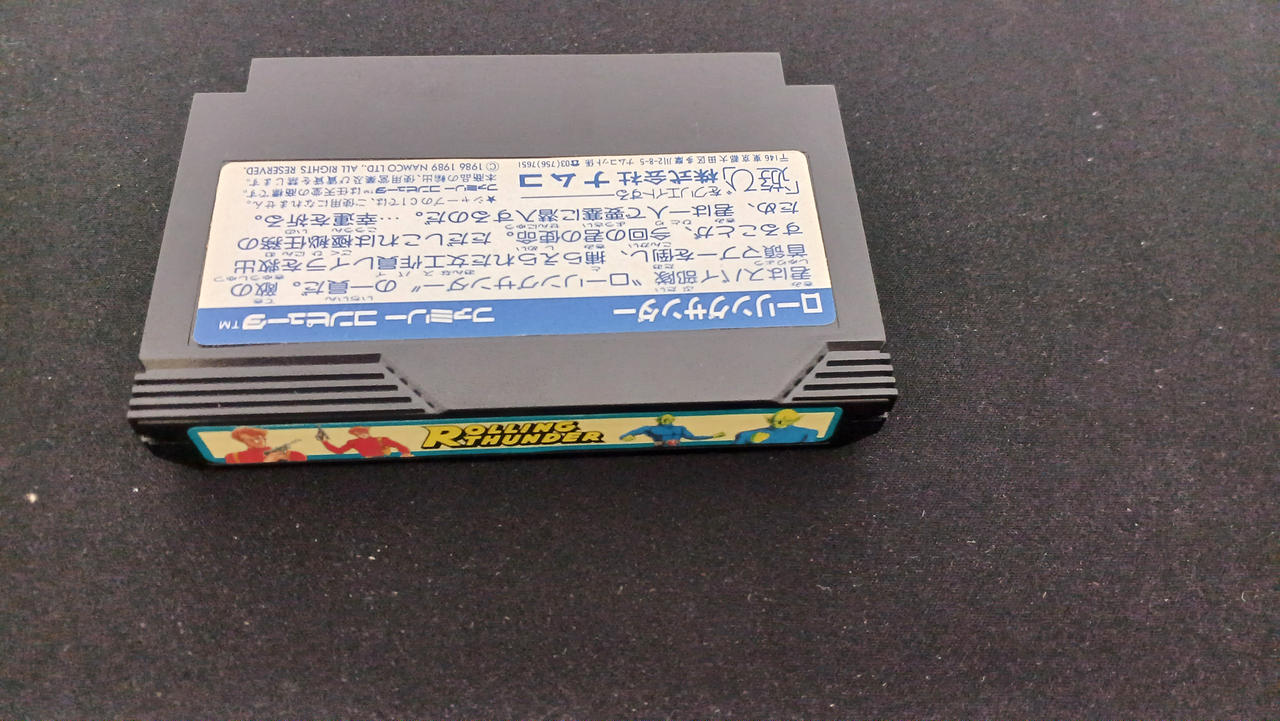 ローリングサンダー ファミリー コンピュータ™
君はスパイ部隊“ローリングサンダー”の一員だ。敵の
首領マブーを倒し、捕らえられた女工作員レイラを救出
することが、今回の君の使命。ただしこれは極秘任務の
ため、君は一人で要塞に潜入するのだ。…幸運を祈る。
★シャープのC1では、ご使用になれません。
「遊び」をクリエイトする
ファミリーコンピュータ™は任天堂の商標です。
株式会社ナムコ
本商品の輸出、使用営業及び賃貸を禁じます。
〒146 東京都大田区多摩川2-8-5 ナムコット係 ☎03(756)7651
© 1986 1989 NAMCO LTD., ALL RIGHTS RESERVED.
ROLLING
THUNDER